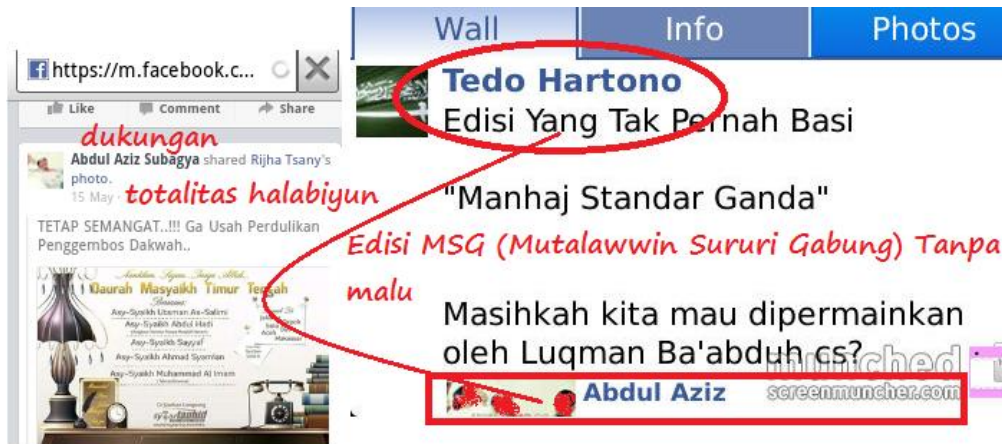 https://m.facebook.c...
Like Comment Share
dukungan
Abdul Aziz Subagya shared Rijha Tsany's
photo.
15 May
totalitas halabiyun
TETAP SEMANGAT..!!! Ga Usah Perdulikan
Penggembos Dakwah..
Daurah Masyaikh Timur Tengah
Bersama:
Asy-Syaikh Utsman As-Salimi
Asy-Syaikh Abdul Hadi
Asy-Syaikh Sayyaf
Asy-Syaikh Ahmad Syamlan
Asy-Syaikh Muhammad Al Imam
Wall Info Photos
Tedo Hartono
Edisi Yang Tak Pernah Basi
"Manhaj Standar Ganda"
Edisi MSG (Mutalawwin Sururi Gabung) Tanpa
malu
Masihkah kita mau dipermainkan
oleh Luqman Ba'abduh cs?
munched
screenmuncher.com
Abdul Aziz